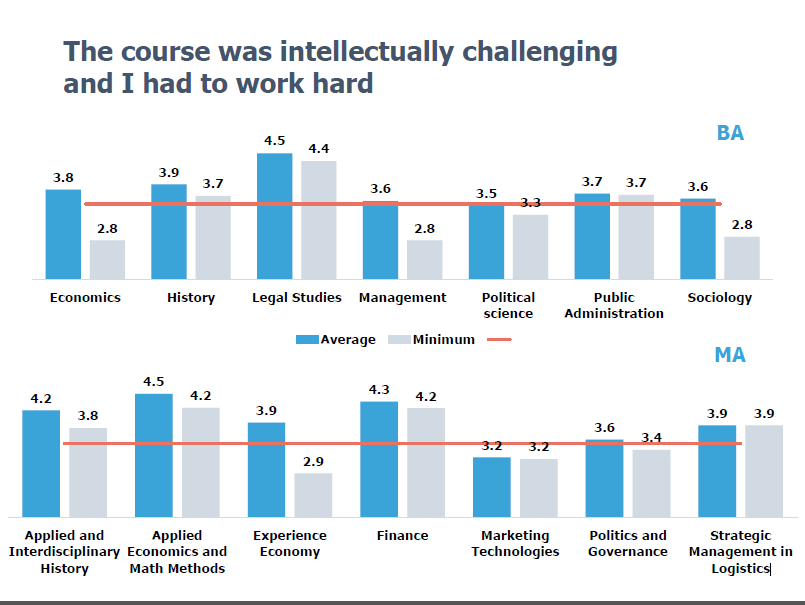 The course was intellectually challenging
and I had to work hard
BA
3.8
2.8
3.9
3.7
4.5
4.4
3.6
2.8
3.5
3.3
3.7
3.7
3.6
2.8
Economics
History
Legal Studies
Management
Political
science
Public
Administration
Sociology
Average
Minimum
MA
4.2
3.8
4.5
4.2
3.9
2.9
4.3
4.2
3.2
3.2
3.6
3.4
3.9
3.9
Applied and
Interdisciplinary
History
Applied
Economics and
Math Methods
Experience
Economy
Finance
Marketing
Technologies
Politics and
Governance
Strategic
Management in
Logistics